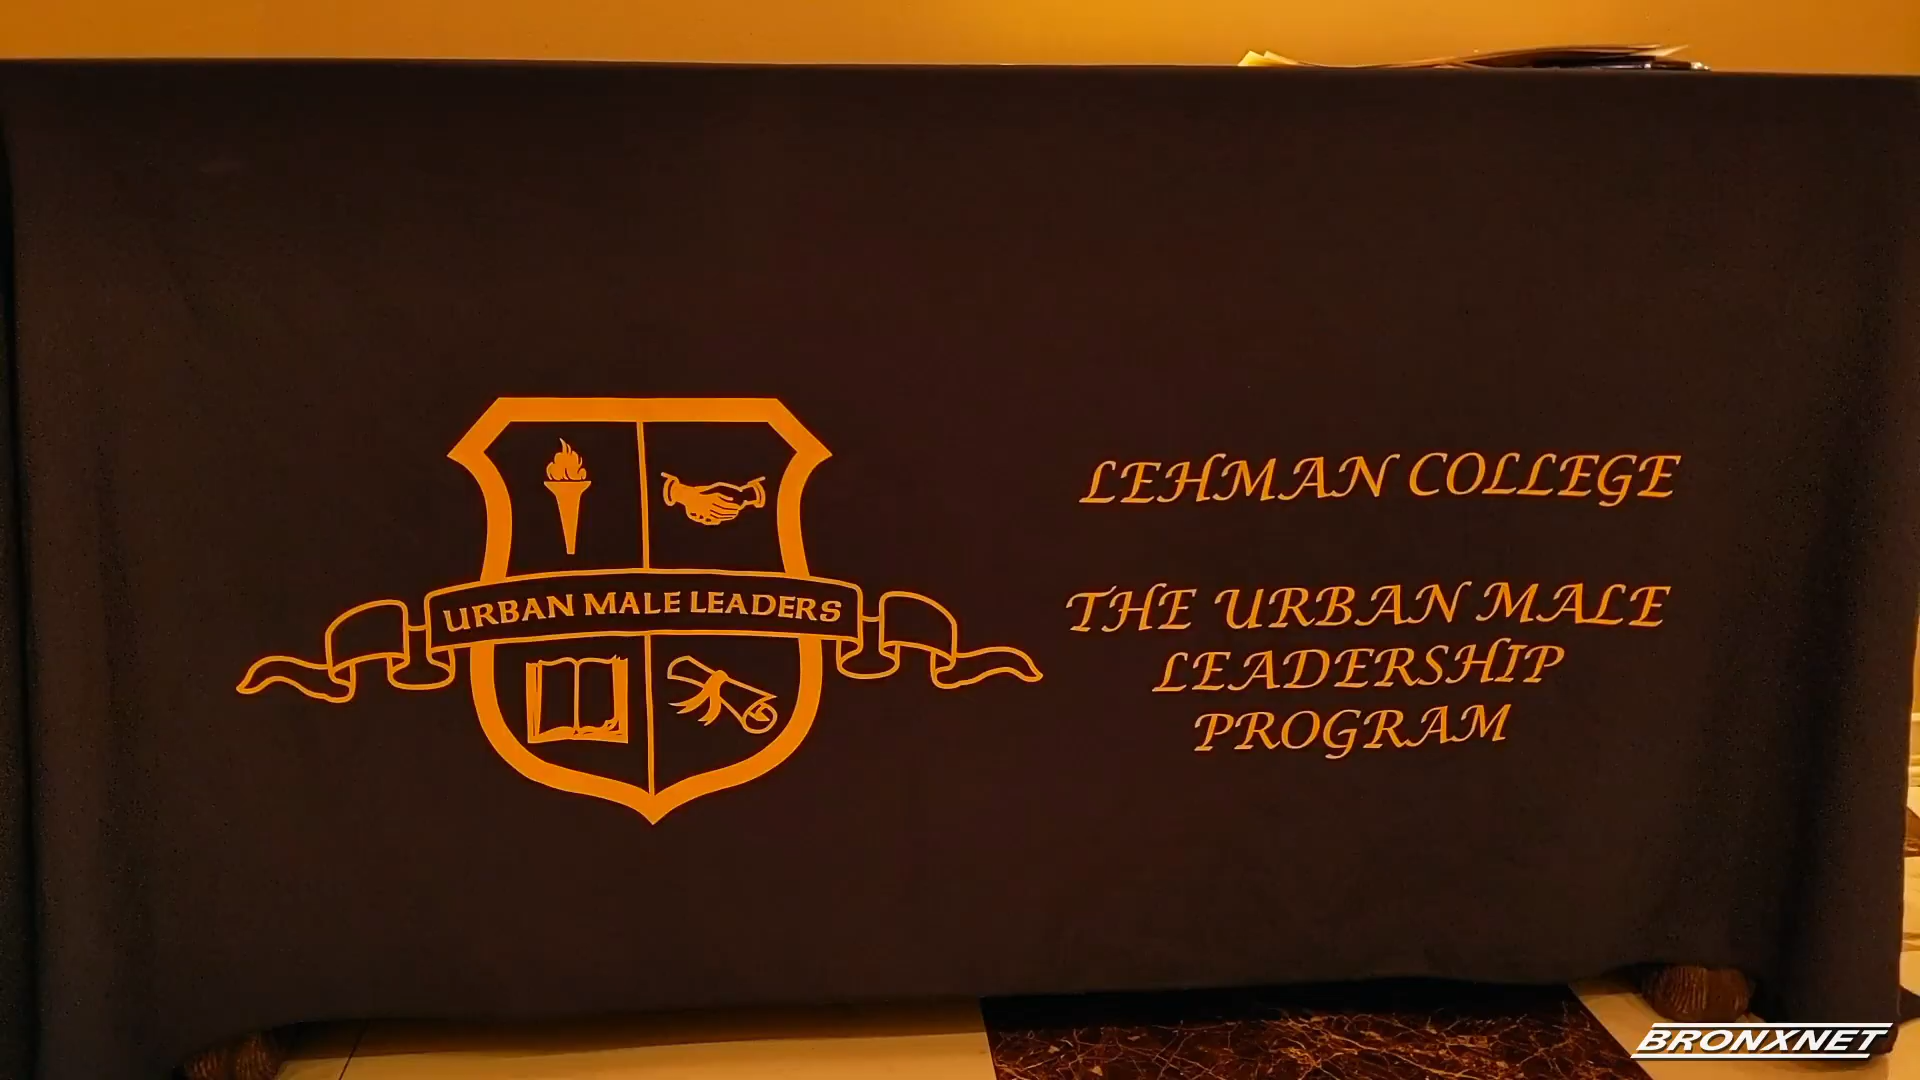 URBAN MALE LEADERS
LEHMAN COLLEGE
THE URBAN MALE
LEADERSHIP
PROGRAM
BRONXNET